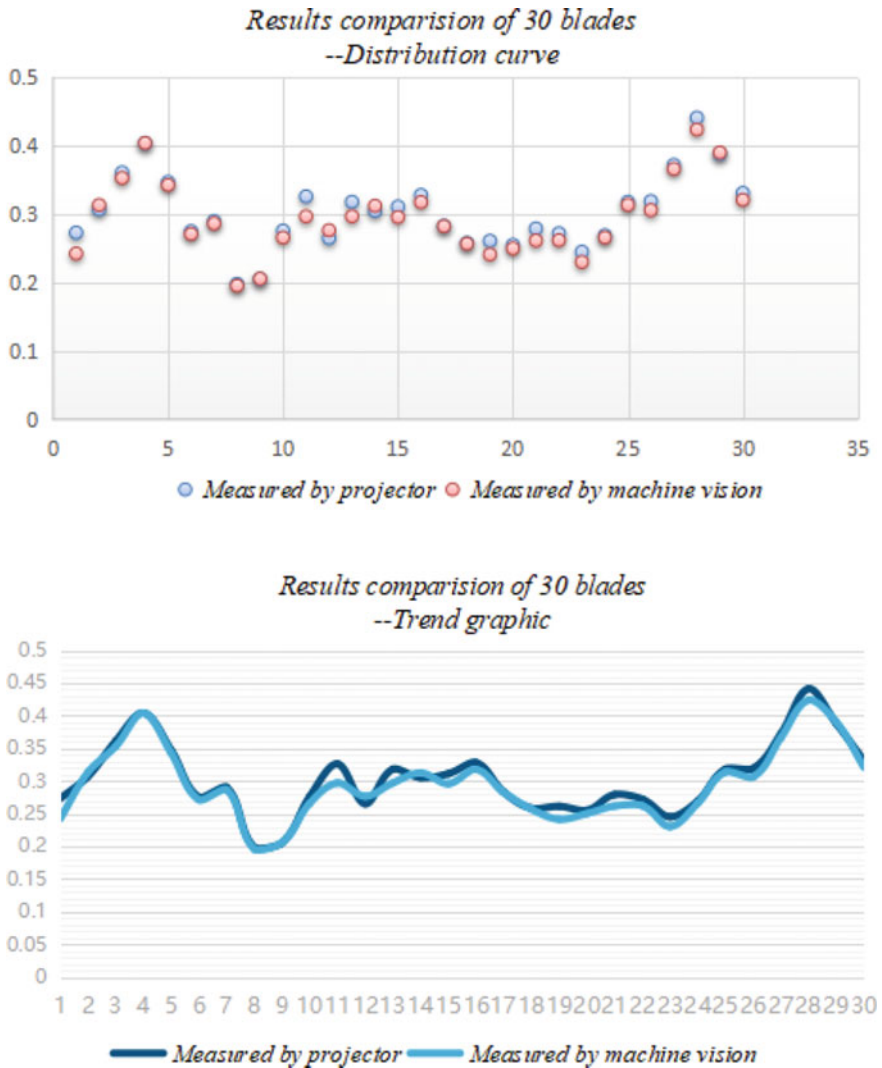 Results comparision of 30 blades
--Distribution curve
0.5
0.4
0.3
0.2
0.1
0
0 5 10 15 20 25 30 35
Measured by projector Measured by machine vision
Results comparision of 30 blades
--Trend graphic
0.5
0.45
0.4
0.35
0.3
0.25
0.2
0.15
0.1
0.05
0
1 2 3 4 5 6 7 8 9 10 11 12 13 14 15 16 17 18 19 20 21 22 23 24 25 26 27 28 29 30
Measured by projector Measured by machine vision